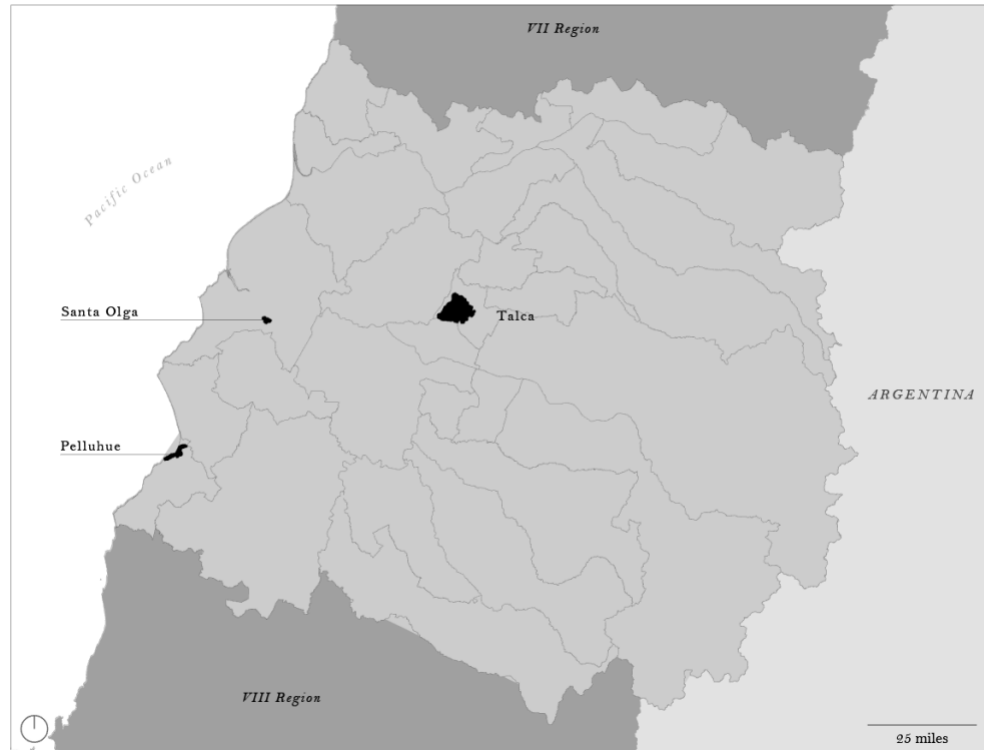 VII Region
Pacific Ocean
Santa Olga
Talca
ARGENTINA
Pelluhue
VIII Region
25 miles